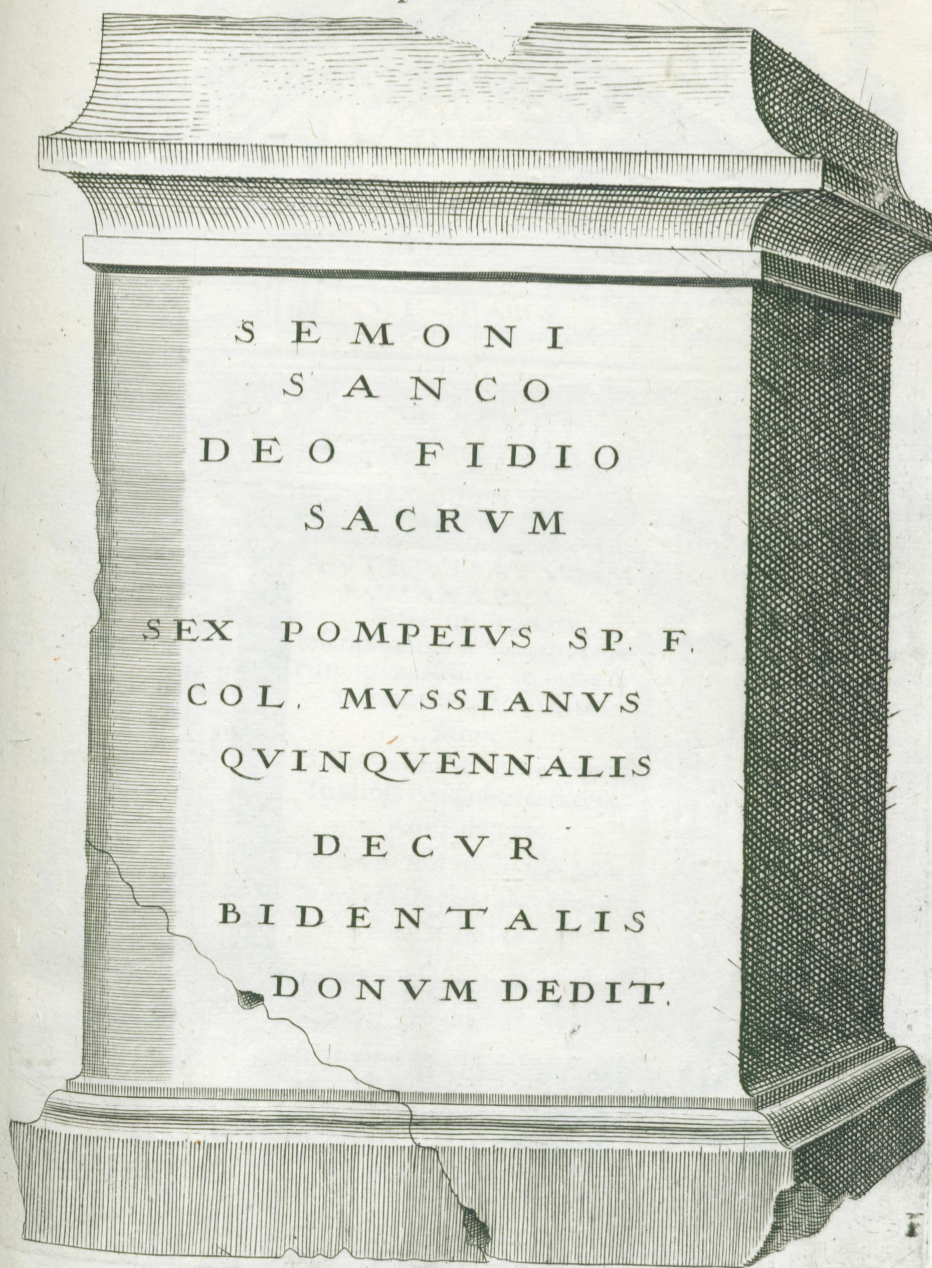 SEMONI
SANCO
DEO FIDIO
SACRVM
SEX POMPEIVS SP. F.
COL. MVSSIANVS
QVINQVENNALIS
DECVR
BIDENTALIS
DONVM DEDIT.